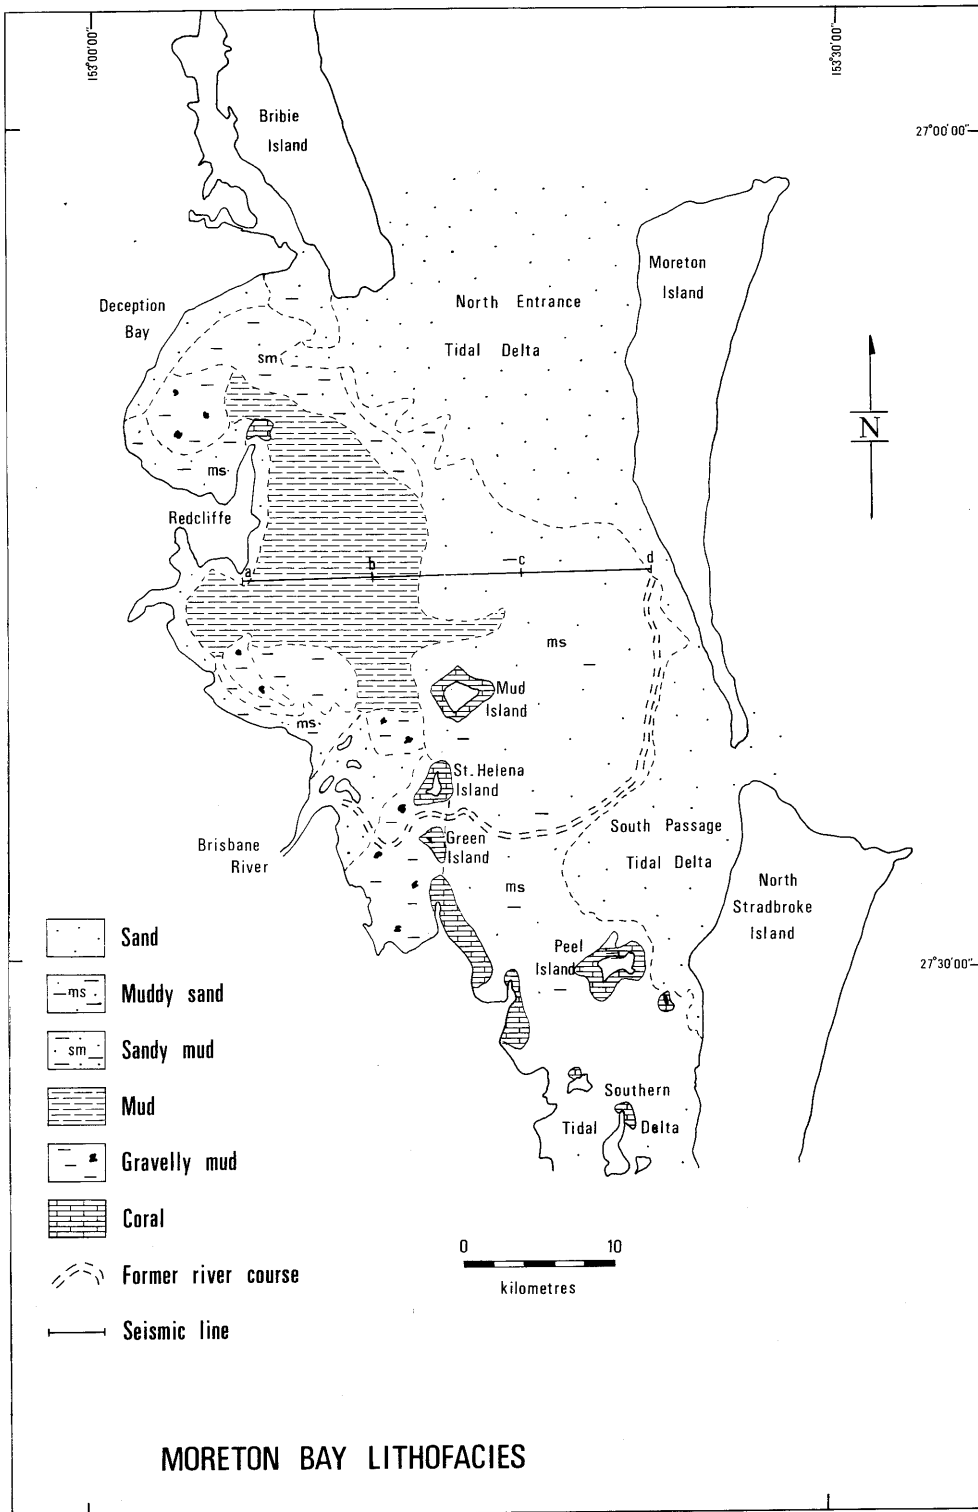 153°00'00"
153°30'00"
27°00'00"
Bribie
Island
Moreton
Island
Deception
Bay
North Entrance
Tidal Delta
sm
N
ms
Redcliffe
a
b
c
d
ms
Mud
Island
ms
St. Helena
Island
Brisbane
River
Green
Island
South Passage
Tidal Delta
ms
North
Stradbroke
Island
Peel
Island
27°30'00"
Southern
Tidal Delta
Sand
ms Muddy sand
sm Sandy mud
Mud
Gravelly mud
Coral
Former river course
Seismic line
0 10
kilometres
MORETON BAY LITHOFACIES